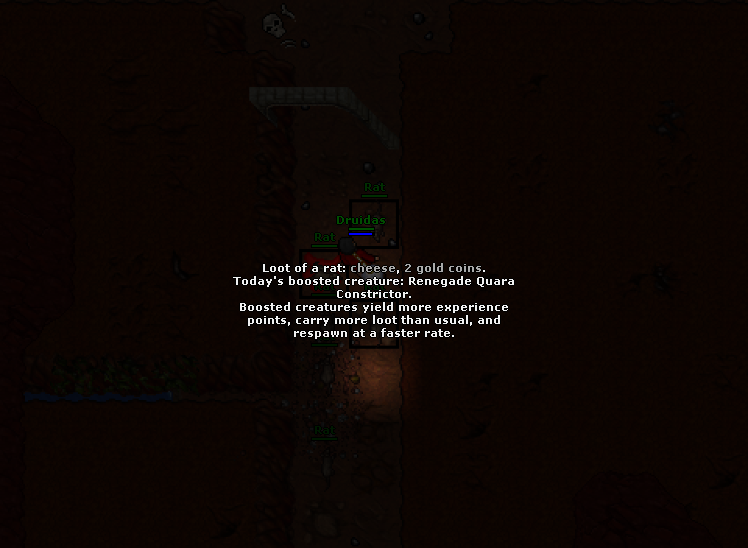 Rat
Druidas
Rat
Loot of a rat: cheese, 2 gold coins.
Today's boosted creature: Renegade Quara
Constrictor.
Boosted creatures yield more experience
points, carry more loot than usual, and
respawn at a faster rate.
Rat